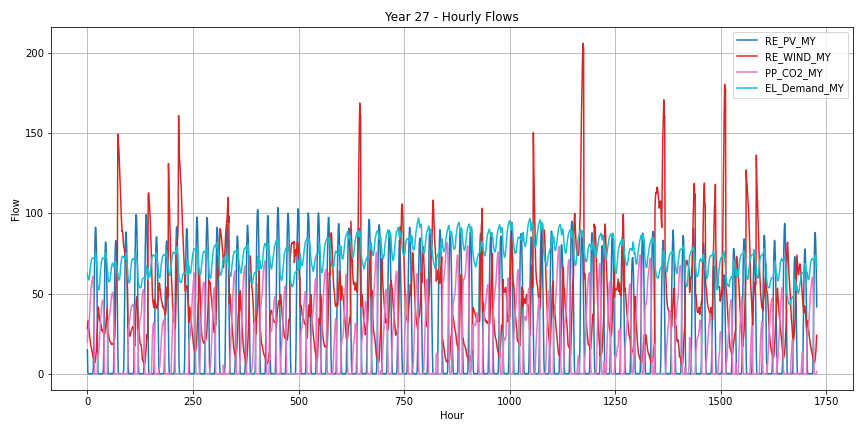 Year 27 - Hourly Flows
RE_PV_MY
RE_WIND_MY
PP_CO2_MY
EL_Demand_MY
200
150
100
50
0
Flow
0
250
500
750
1000
1250
1500
1750
Hour